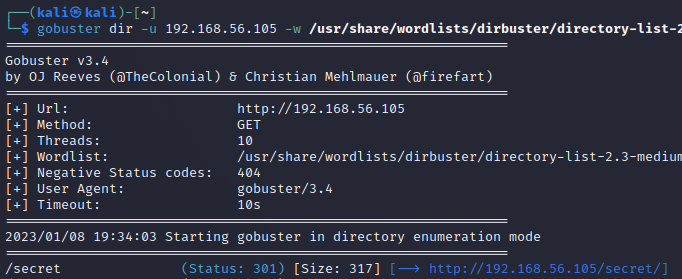 ┌──(kali㉿kali)-[~]
└─$ gobuster dir -u 192.168.56.105 -w /usr/share/wordlists/dirbuster/directory-list-2
===============================================================
Gobuster v3.4
by OJ Reeves (@TheColonial) & Christian Mehlmauer (@firefart)
===============================================================
[+] Url: http://192.168.56.105
[+] Method: GET
[+] Threads: 10
[+] Wordlist: /usr/share/wordlists/dirbuster/directory-list-2.3-medium
[+] Negative Status codes: 404
[+] User Agent: gobuster/3.4
[+] Timeout: 10s
===============================================================
2023/01/08 19:34:03 Starting gobuster in directory enumeration mode
===============================================================
/secret (Status: 301) [Size: 317] [--> http://192.168.56.105/secret/]